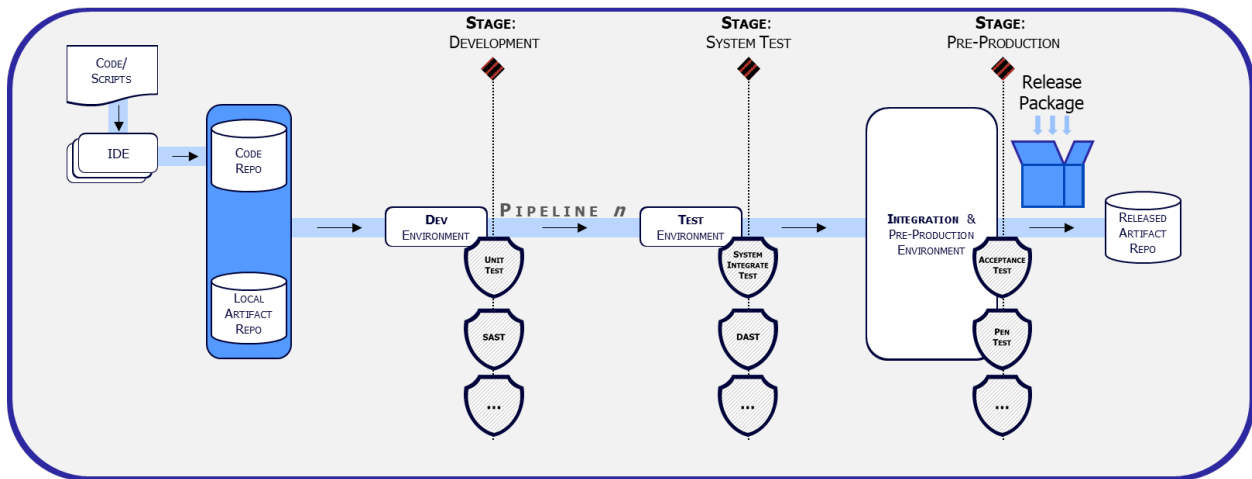 STAGE:
DEVELOPMENT
STAGE:
SYSTEM TEST
STAGE:
PRE-PRODUCTION
CODE/
SCRIPTS
IDE
CODE
REPO
LOCAL
ARTIFACT
REPO
DEV
ENVIRONMENT
PIPELINE n
TEST
ENVIRONMENT
INTEGRATION &
PRE-PRODUCTION
ENVIRONMENT
Release
Package
RELEASED
ARTIFACT
REPO
UNIT
TEST
SAST
...
SYSTEM
INTEGRATE
TEST
DAST
...
ACCEPTANCE
TEST
PEN
TEST
...